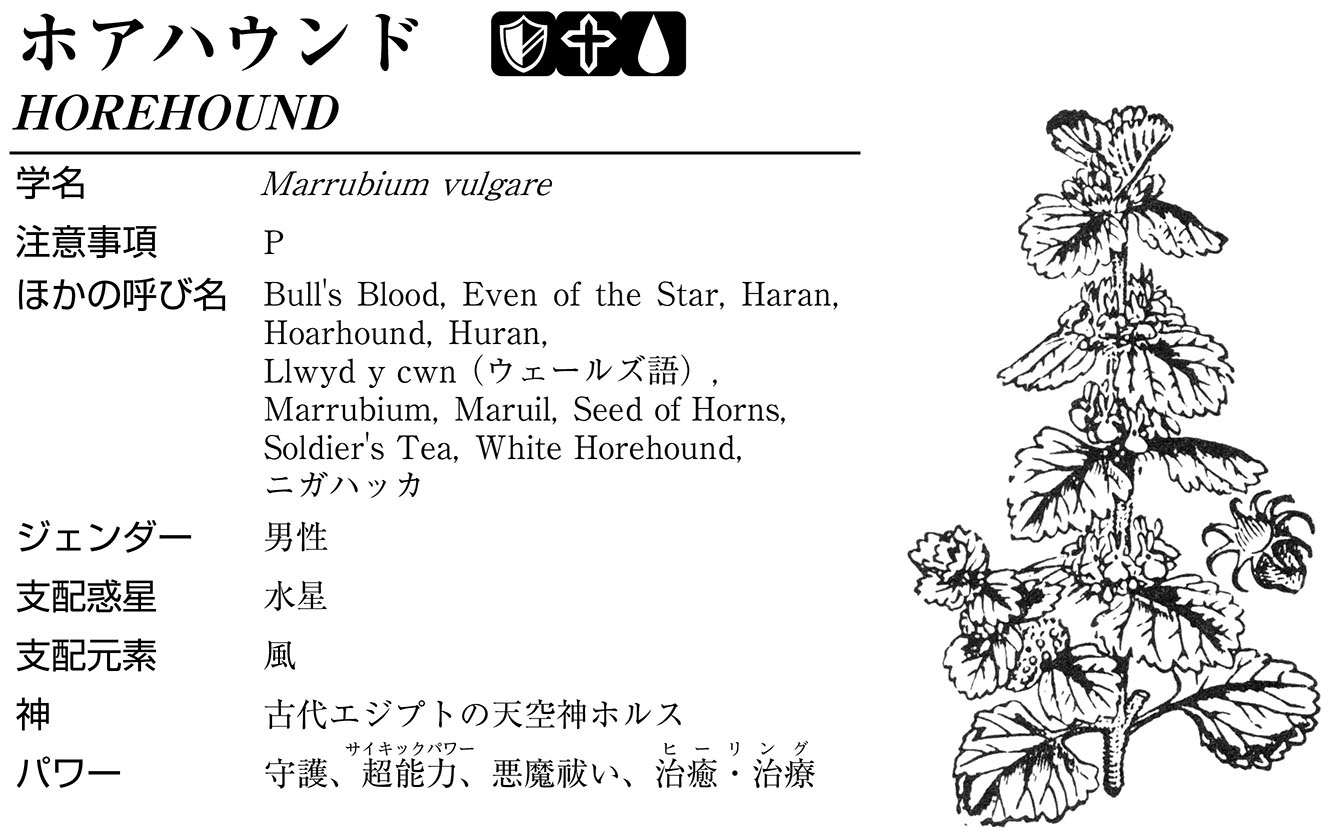 ホアハウンド
HOREHOUND
学名 Marrubium vulgare
注意事項 P
ほかの呼び名 Bull's Blood, Even of the Star, Haran,
Hoarhound, Huran,
Llwyd y cwn（ウェールズ語）,
Marrubium, Maruil, Seed of Horns,
Soldier's Tea, White Horehound,
ニガハッカ
ジェンダー 男性
支配惑星 水星
支配元素 風
神 古代エジプトの天空神ホルス
サイキックパワー ヒーリング
パワー 守護、超能力、悪魔祓い、治癒・治療